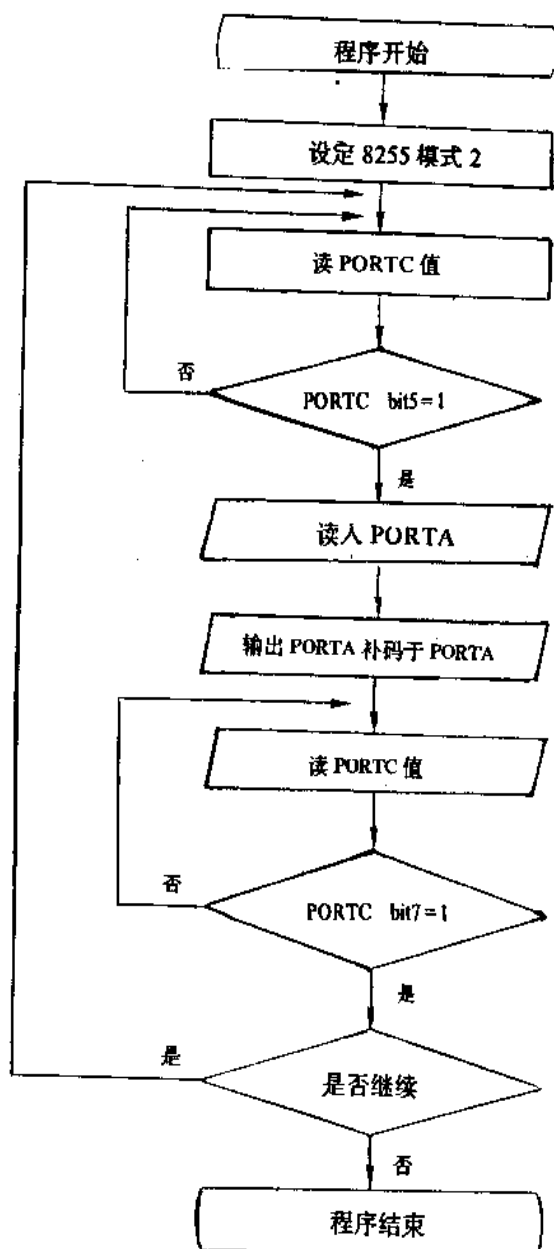 程序开始
设定 8255 模式 2
读 PORTC 值
否
PORTC bit5=1
是
读入 PORTA
输出 PORTA 补码于 PORTA
读 PORTC 值
否
PORTC bit7=1
是
是
是否继续
否
程序结束